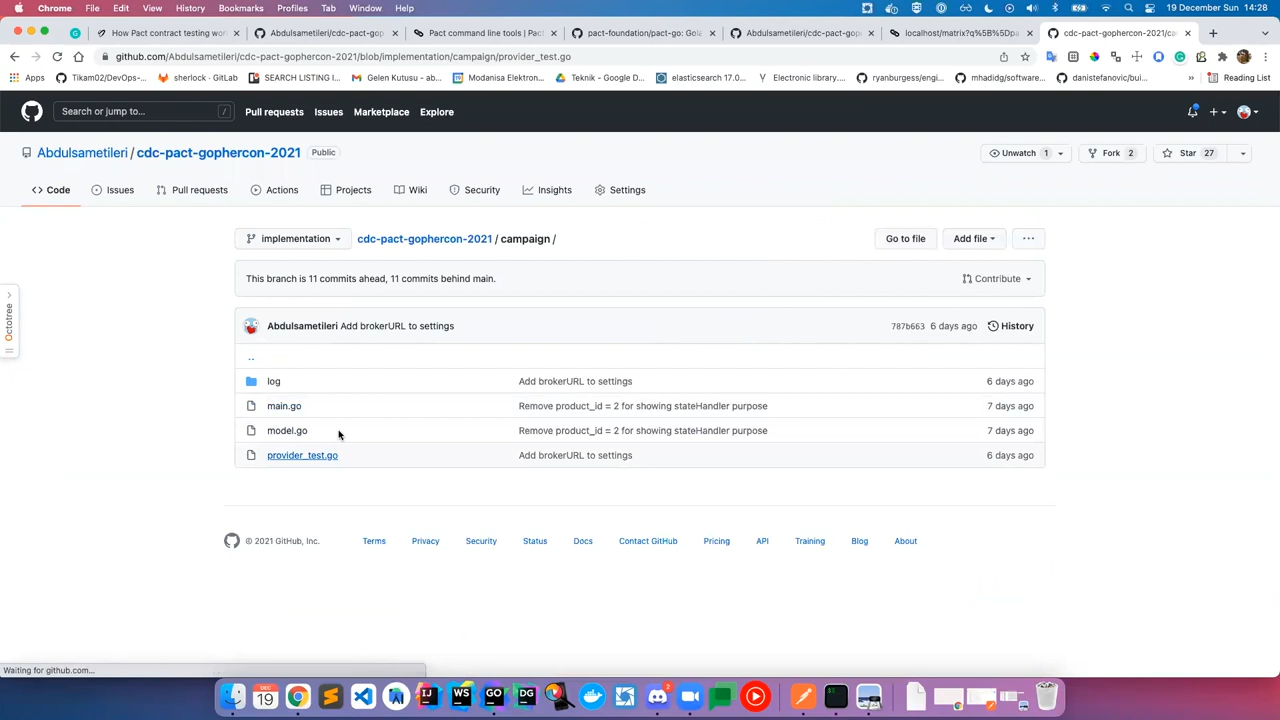 Chrome File Edit View History Bookmarks Profiles Tab Window Help 19 December Sun 14:28
How Pact contract testing wor Abdulsametileri/cdc-pact-gop Pact command line tools | Pac pact-foundation/pact-go: Gola Abdulsametileri/cdc-pact-gop localhost/matrix?q%5B%5Dpa cdc-pact-gophercon-2021/ca
github.com/Abdulsametileri/cdc-pact-gophercon-2021/blob/implementation/campaign/provider_test.go
Apps Tikam02/DevOps-... sherlock · GitLab SEARCH LISTING I... Gelen Kutusu - ab... Modanisa Elektron... Teknik - Google D... elasticsearch 17.0... Electronic library.... ryanburgess/engi... mhadidg/software... danistefanovic/bui... » Reading List
Search or jump to... / Pull requests Issues Marketplace Explore
Abdulsametileri / cdc-pact-gophercon-2021 Public Unwatch 1 Fork 2 Star 27
<> Code Issues Pull requests Actions Projects Wiki Security Insights Settings
implementation cdc-pact-gophercon-2021 / campaign / Go to file Add file ...
This branch is 11 commits ahead, 11 commits behind main. Contribute
Octotree
Abdulsametileri Add brokerURL to settings 787b663 6 days ago History
..
log Add brokerURL to settings 6 days ago
main.go Remove product_id = 2 for showing stateHandler purpose 7 days ago
model.go Remove product_id = 2 for showing stateHandler purpose 7 days ago
provider_test.go Add brokerURL to settings 6 days ago
© 2021 GitHub, Inc. Terms Privacy Security Status Docs Contact GitHub Pricing API Training Blog About
Waiting for github.com...
DEC 19 IJ WS GO DG 2